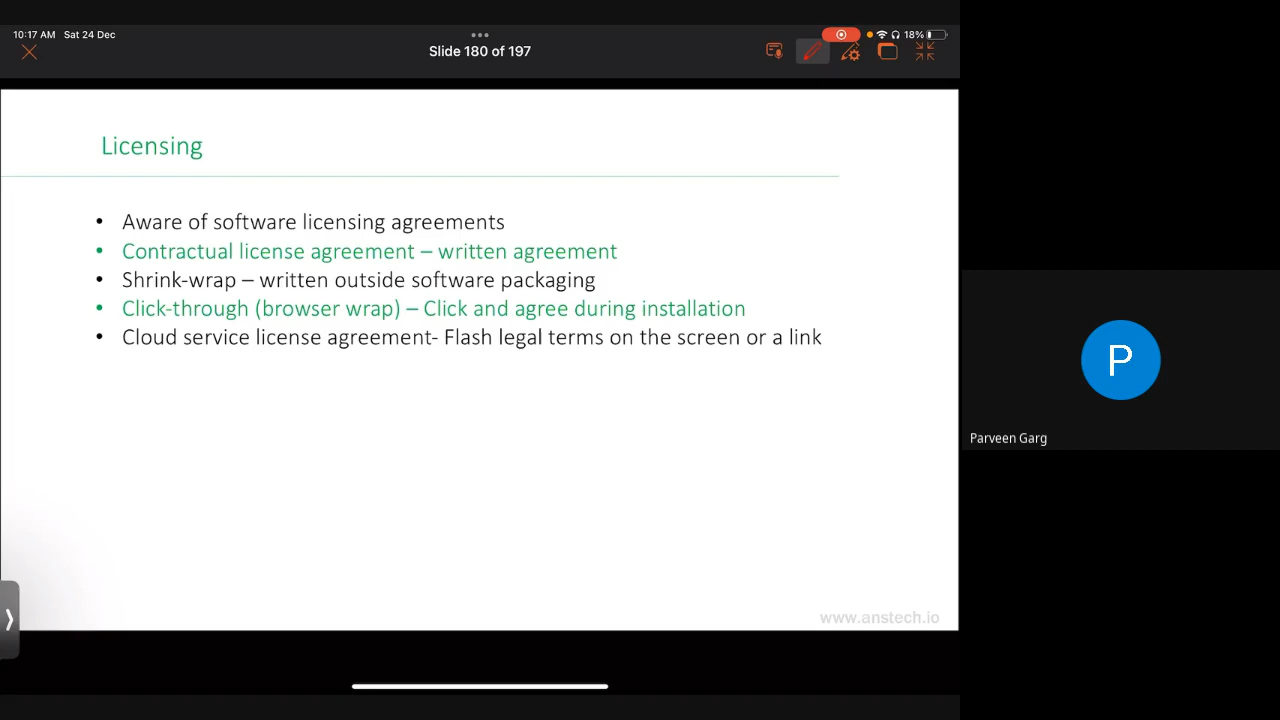 10:17 AM Sat 24 Dec
18%
Slide 180 of 197
Licensing
• Aware of software licensing agreements
• Contractual license agreement – written agreement
• Shrink-wrap – written outside software packaging
• Click-through (browser wrap) – Click and agree during installation
• Cloud service license agreement- Flash legal terms on the screen or a link
www.anstech.io
P
Parveen Garg